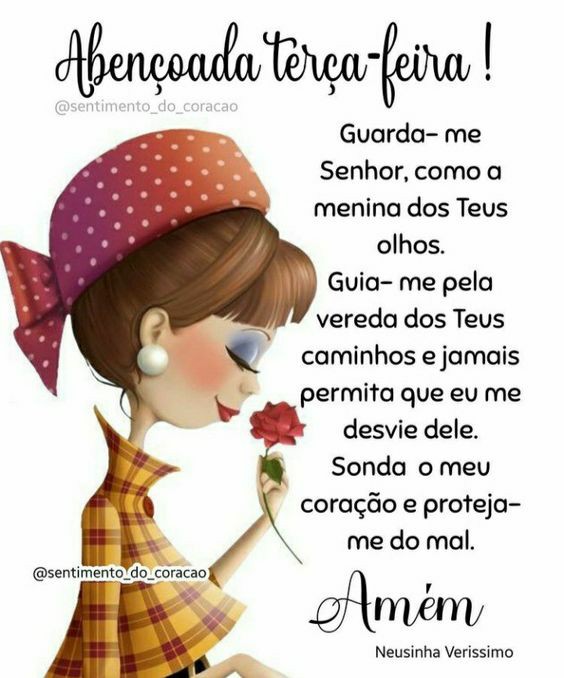 Abençoada terça-feira !
@sentimento_do_coracao
Guarda- me
Senhor, como a
menina dos Teus
olhos.
Guia- me pela
vereda dos Teus
caminhos e jamais
permita que eu me
desvie dele.
Sonda o meu
coração e proteja-
me do mal.
@sentimento_do_coracao
Amém
Neusinha Verissimo